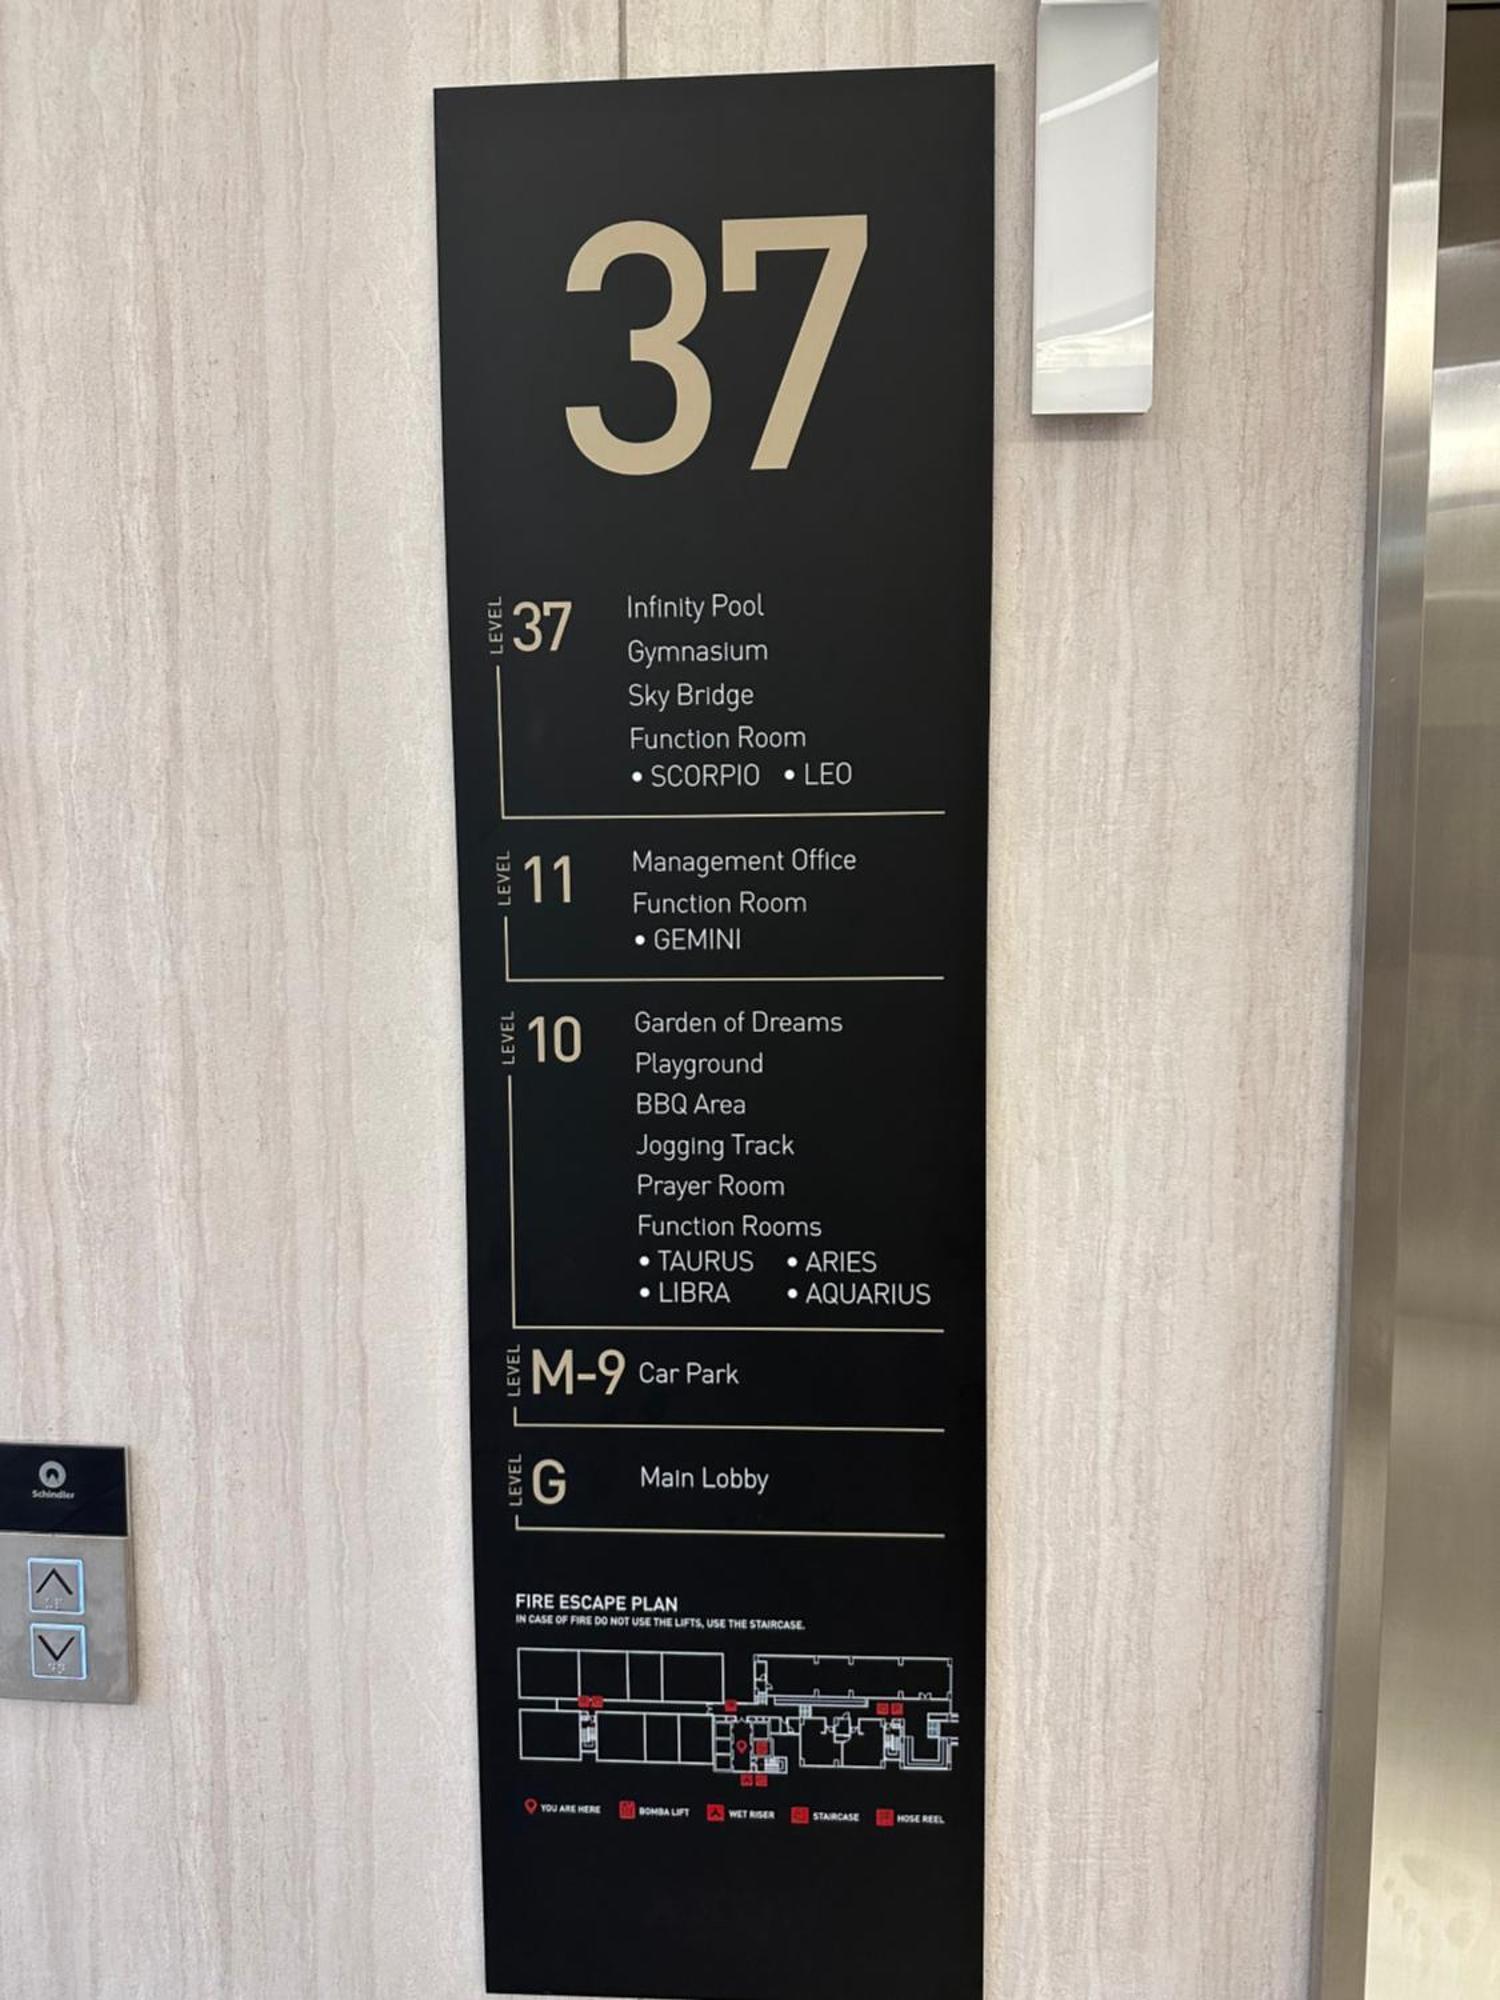 37
LEVEL 37 Infinity Pool
Gymnasium
Sky Bridge
Function Room
• SCORPIO • LEO
LEVEL 11 Management Office
Function Room
• GEMINI
LEVEL 10 Garden of Dreams
Playground
BBQ Area
Jogging Track
Prayer Room
Function Rooms
• TAURUS • ARIES
• LIBRA • AQUARIUS
LEVEL M-9 Car Park
LEVEL G Main Lobby
Schindler
FIRE ESCAPE PLAN
IN CASE OF FIRE DO NOT USE THE LIFTS, USE THE STAIRCASE.
YOU ARE HERE BOMBA LIFT WET RISER STAIRCASE HOSE REEL